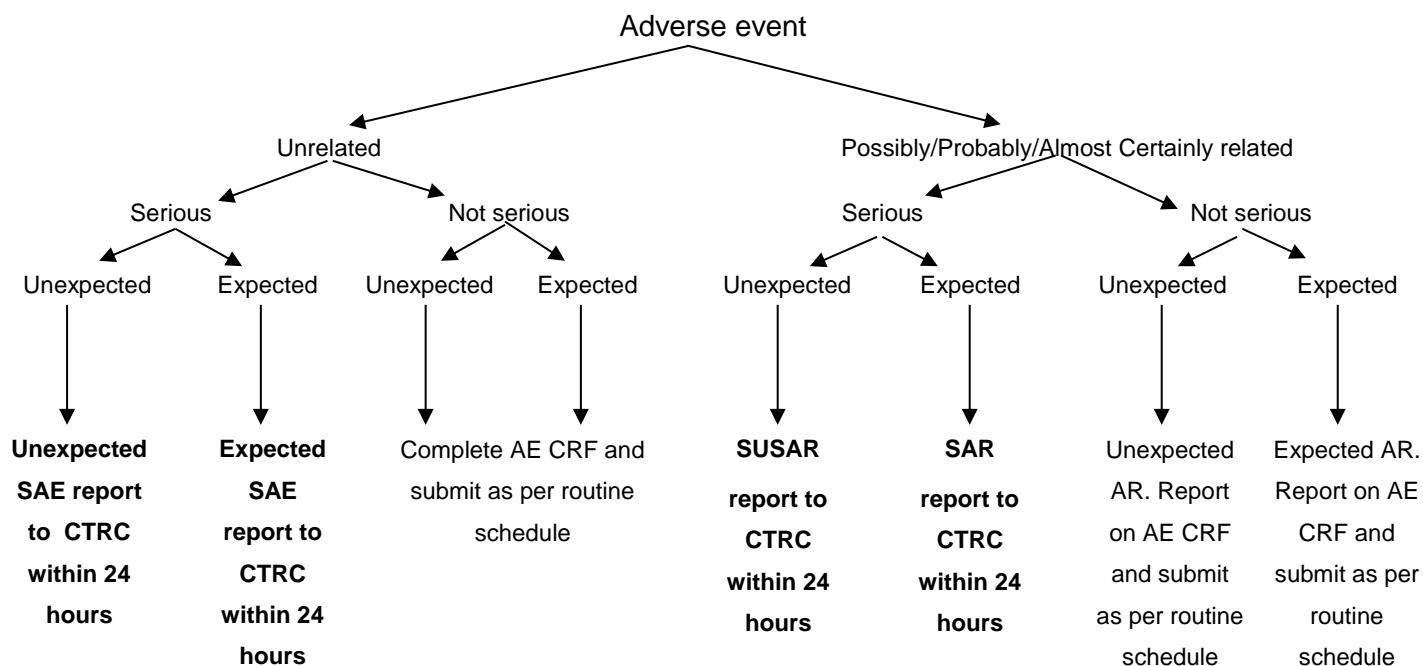 Adverse event
Unrelated
Possibly/Probably/Almost Certainly related
Serious
Not serious
Serious
Not serious
Unexpected
Expected
Unexpected
Expected
Unexpected
Expected
Unexpected
Expected
Unexpected
SAE report
to CTRC
within 24
hours
Expected
SAE
report to
CTRC
within 24
hours
Complete AE CRF and
submit as per routine
schedule
SUSAR
report to
CTRC
within 24
hours
SAR
report to
CTRC
within 24
hours
Unexpected
AR. Report
on AE CRF
and submit
as per routine
schedule
Expected AR.
Report on AE
CRF and
submit as per
routine
schedule